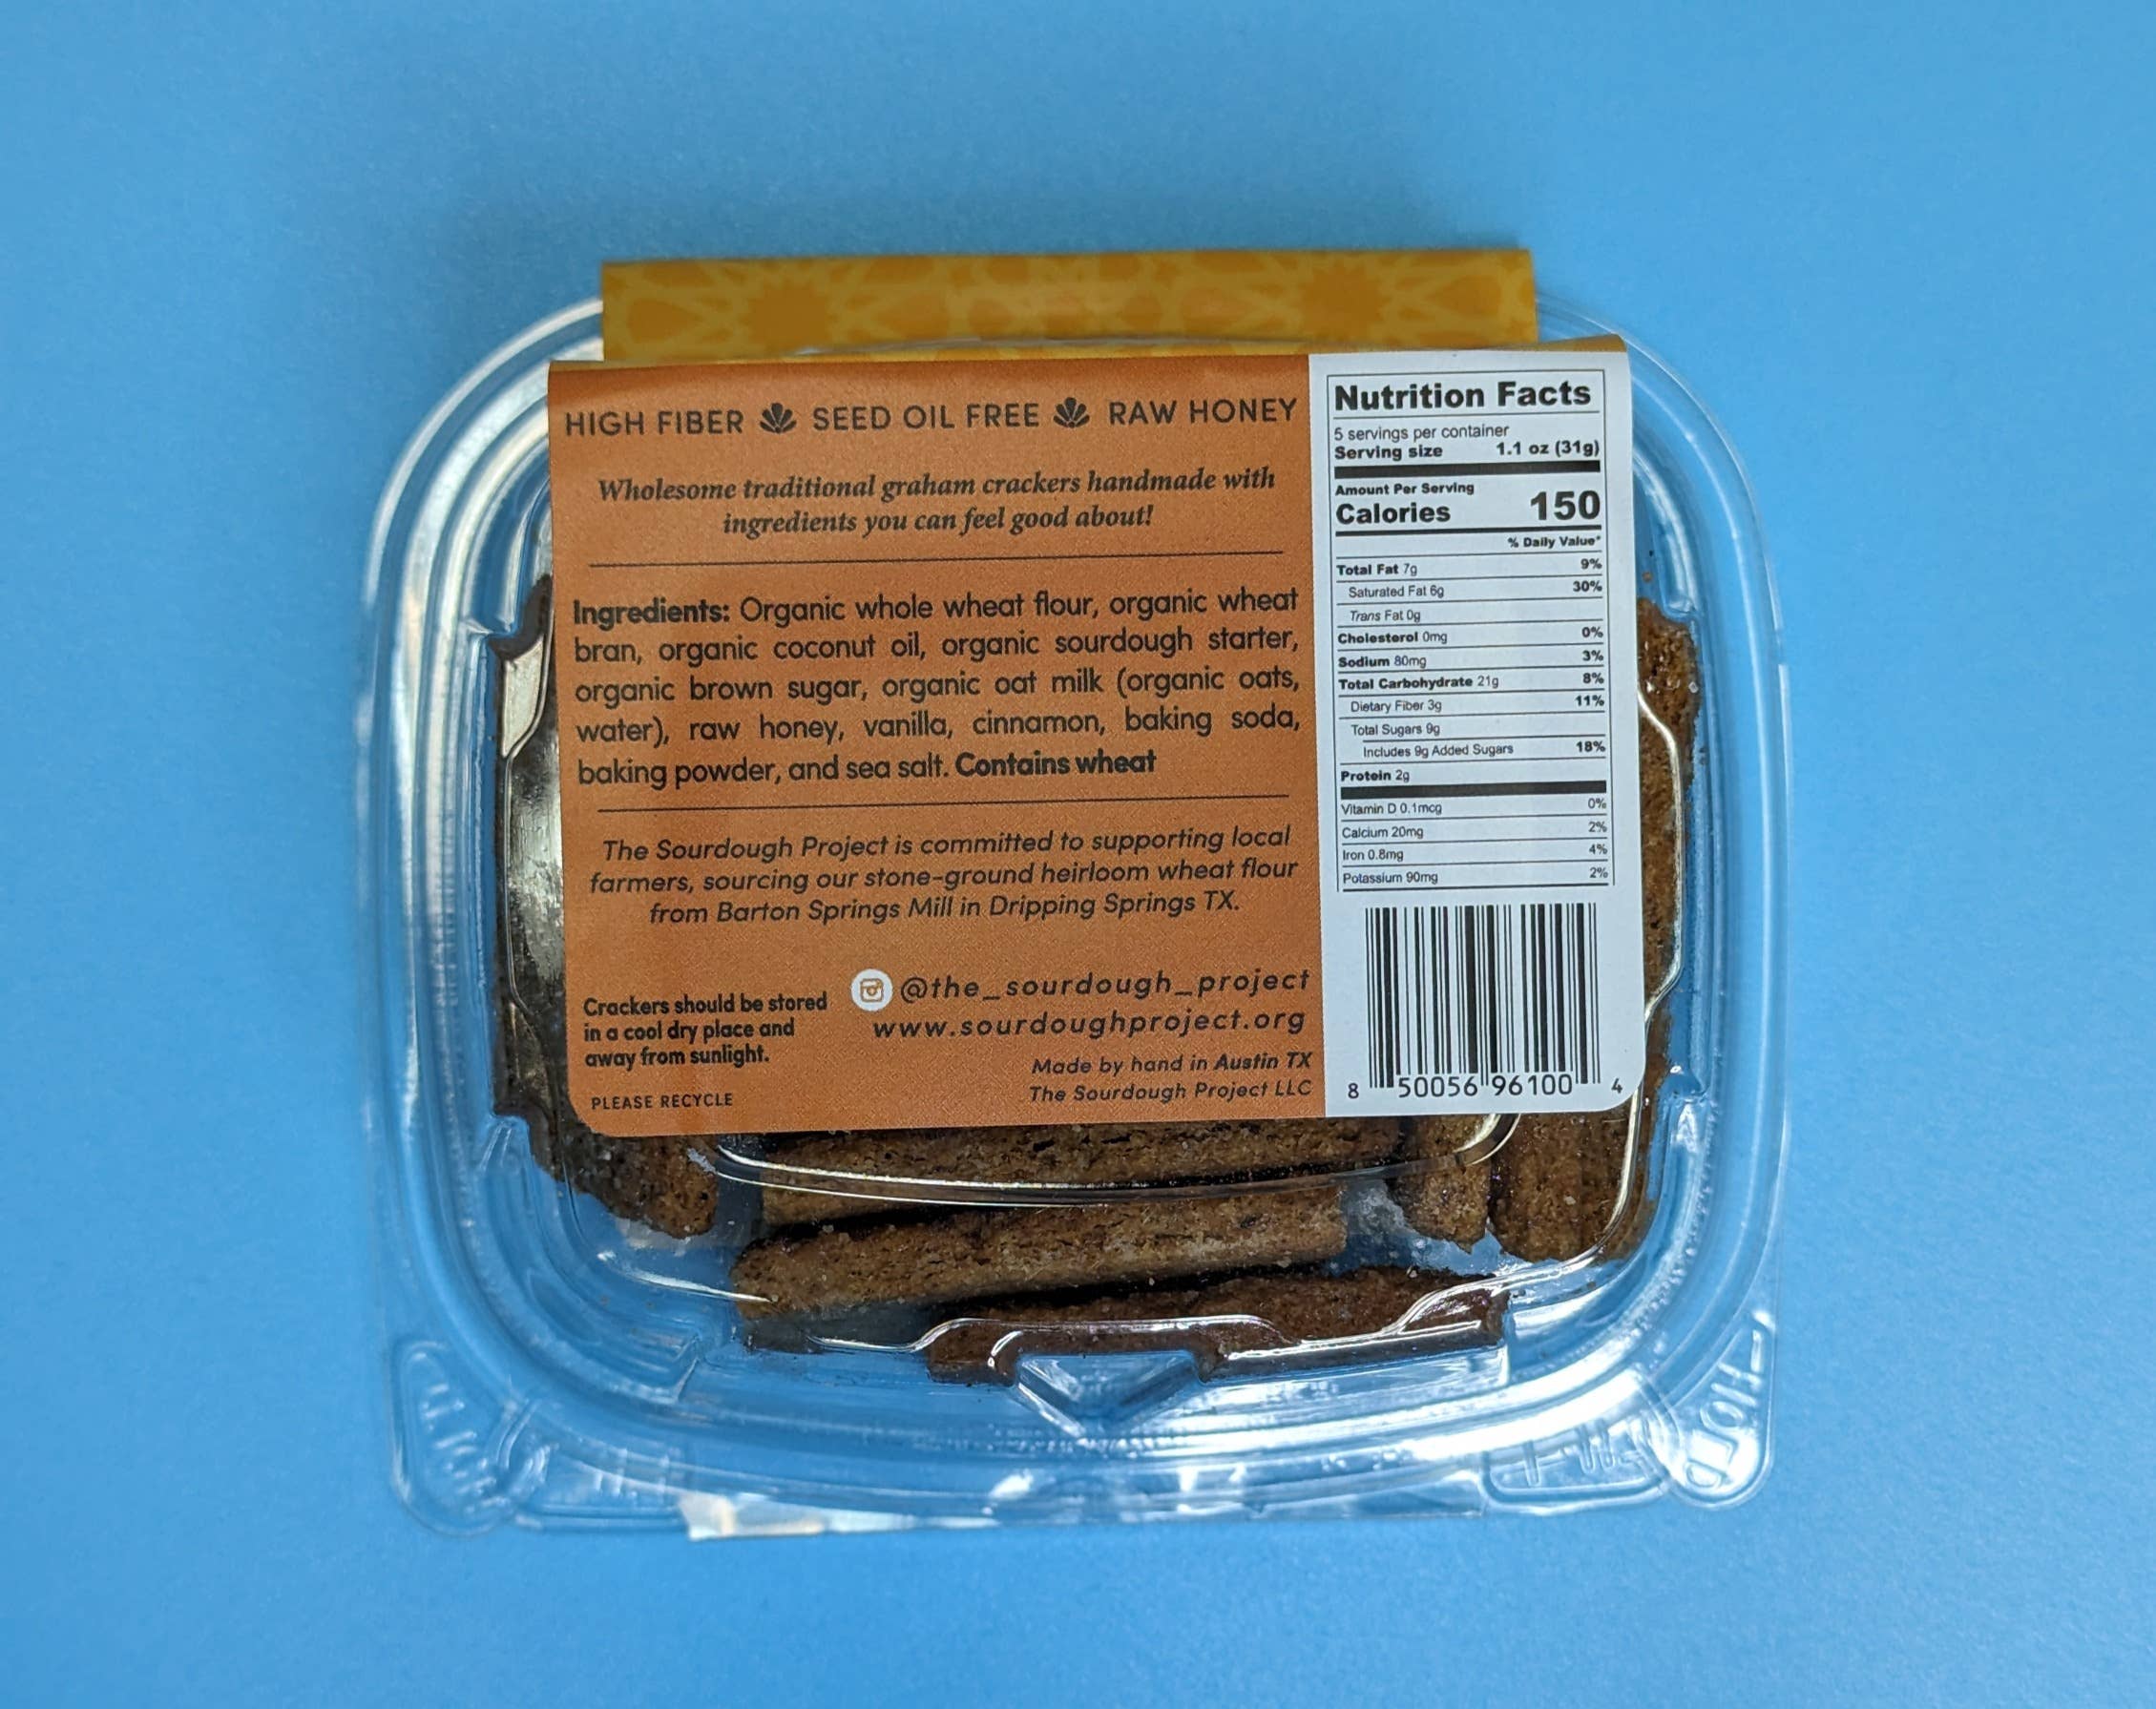 HIGH FIBER SEED OIL FREE RAW HONEY
Wholesome traditional graham crackers handmade with
ingredients you can feel good about!
Ingredients: Organic whole wheat flour, organic wheat
bran, organic coconut oil, organic sourdough starter,
organic brown sugar, organic oat milk (organic oats,
water), raw honey, vanilla, cinnamon, baking soda,
baking powder, and sea salt. Contains wheat
The Sourdough Project is committed to supporting local
farmers, sourcing our stone-ground heirloom wheat flour
from Barton Springs Mill in Dripping Springs TX.
Crackers should be stored
in a cool dry place and
away from sunlight.
PLEASE RECYCLE
@the_sourdough_project
www.sourdoughproject.org
Made by hand in Austin TX
The Sourdough Project LLC
Nutrition Facts
5 servings per container
Serving size 1.1 oz (31g)
Amount Per Serving
Calories 150
% Daily Value*
Total Fat 7g 9%
Saturated Fat 6g 30%
Trans Fat 0g
Cholesterol 0mg 0%
Sodium 80mg 3%
Total Carbohydrate 21g 8%
Dietary Fiber 3g 11%
Total Sugars 9g
Includes 9g Added Sugars 18%
Protein 2g
Vitamin D 0.1mcg 0%
Calcium 20mg 2%
Iron 0.8mg 4%
Potassium 90mg 2%
8 50056 96100 4